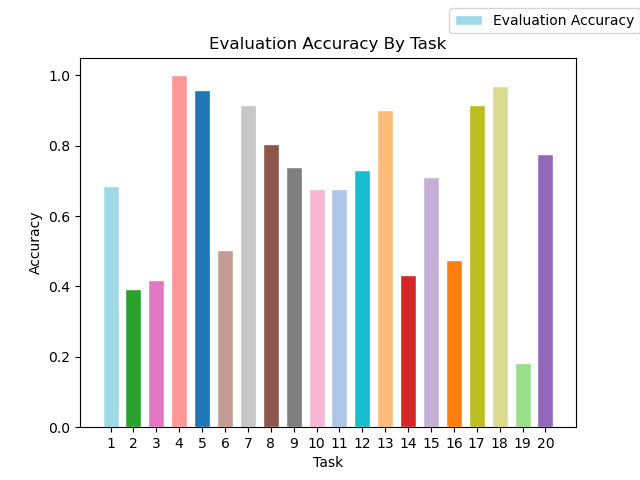 Evaluation Accuracy
Evaluation Accuracy By Task
1.0
0.8
0.6
0.4
0.2
0.0
Accuracy
1 2 3 4 5 6 7 8 9 10 11 12 13 14 15 16 17 18 19 20
Task